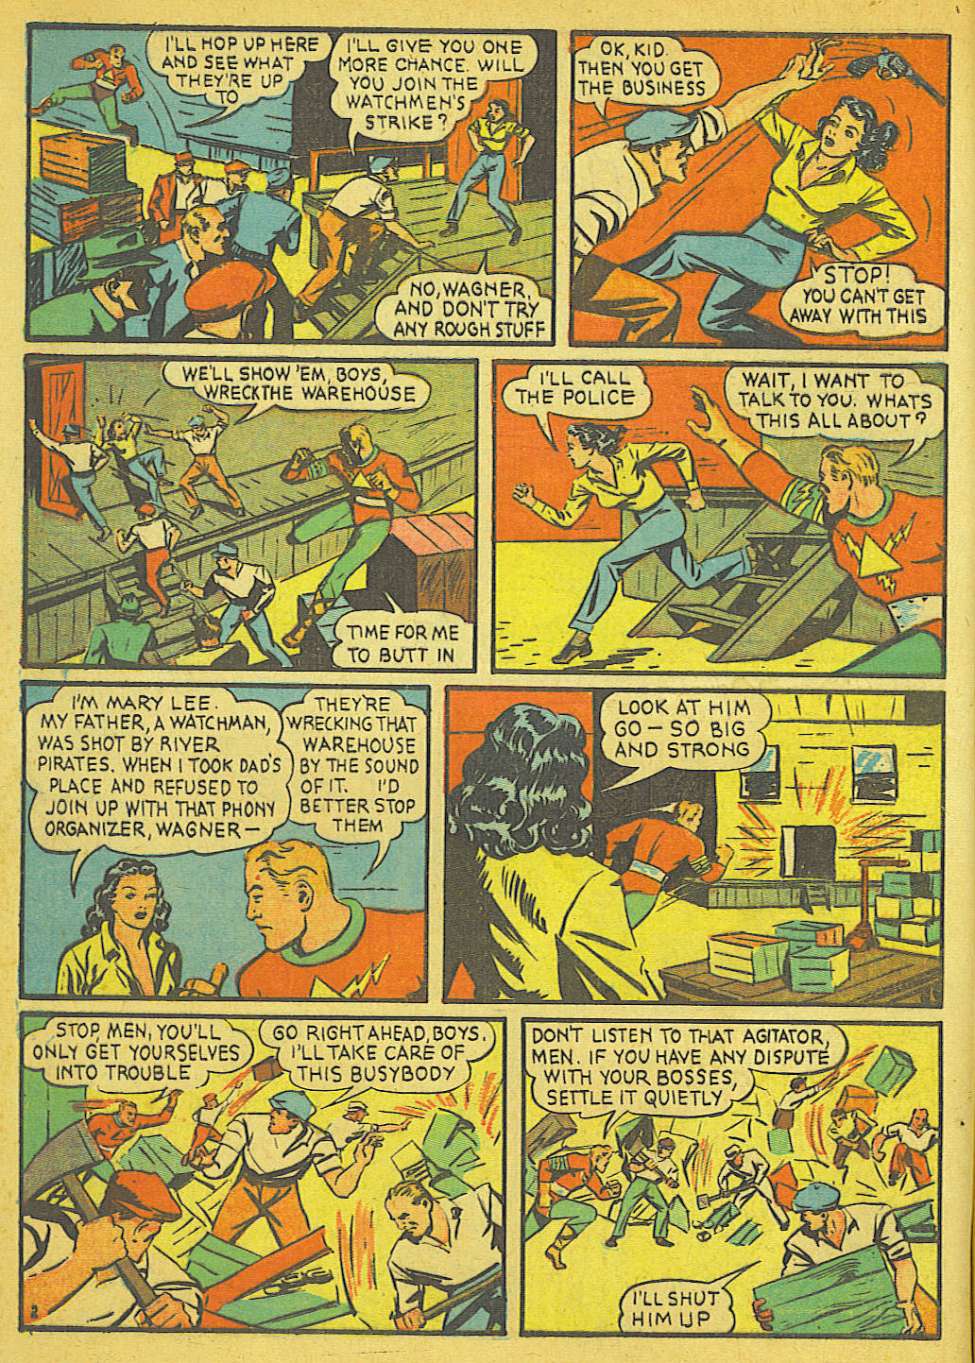 I'LL HOP UP HERE
AND SEE WHAT
THEY'RE UP
TO
I'LL GIVE YOU ONE
MORE CHANCE. WILL
YOU JOIN THE
WATCHMEN'S
STRIKE?
NO, WAGNER,
AND DON'T TRY
ANY ROUGH STUFF
OK, KID.
THEN, YOU GET
THE BUSINESS
STOP!
YOU CAN'T GET
AWAY WITH THIS
WE'LL SHOW 'EM, BOYS,
WRECK THE WAREHOUSE
TIME FOR ME
TO BUTT IN
I'LL CALL
THE POLICE
WAIT, I WANT TO
TALK TO YOU. WHATS
THIS ALL ABOUT?
I'M MARY LEE.
MY FATHER, A WATCHMAN,
WAS SHOT BY RIVER
PIRATES. WHEN I TOOK DAD'S
PLACE AND REFUSED TO
JOIN UP WITH THAT PHONY
ORGANIZER, WAGNER—
THEY'RE
WRECKING THAT
WAREHOUSE
BY THE SOUND
OF IT. I'D
BETTER STOP
THEM
LOOK AT HIM
GO — SO BIG
AND STRONG
STOP, MEN, YOU'LL
ONLY GET YOURSELVES
INTO TROUBLE
GO RIGHT AHEAD, BOYS.
I'LL TAKE CARE OF
THIS BUSYBODY
2
DON'T LISTEN TO THAT AGITATOR,
MEN. IF YOU HAVE ANY DISPUTE
WITH YOUR BOSSES,
SETTLE IT QUIETLY
I'LL SHUT
HIM UP